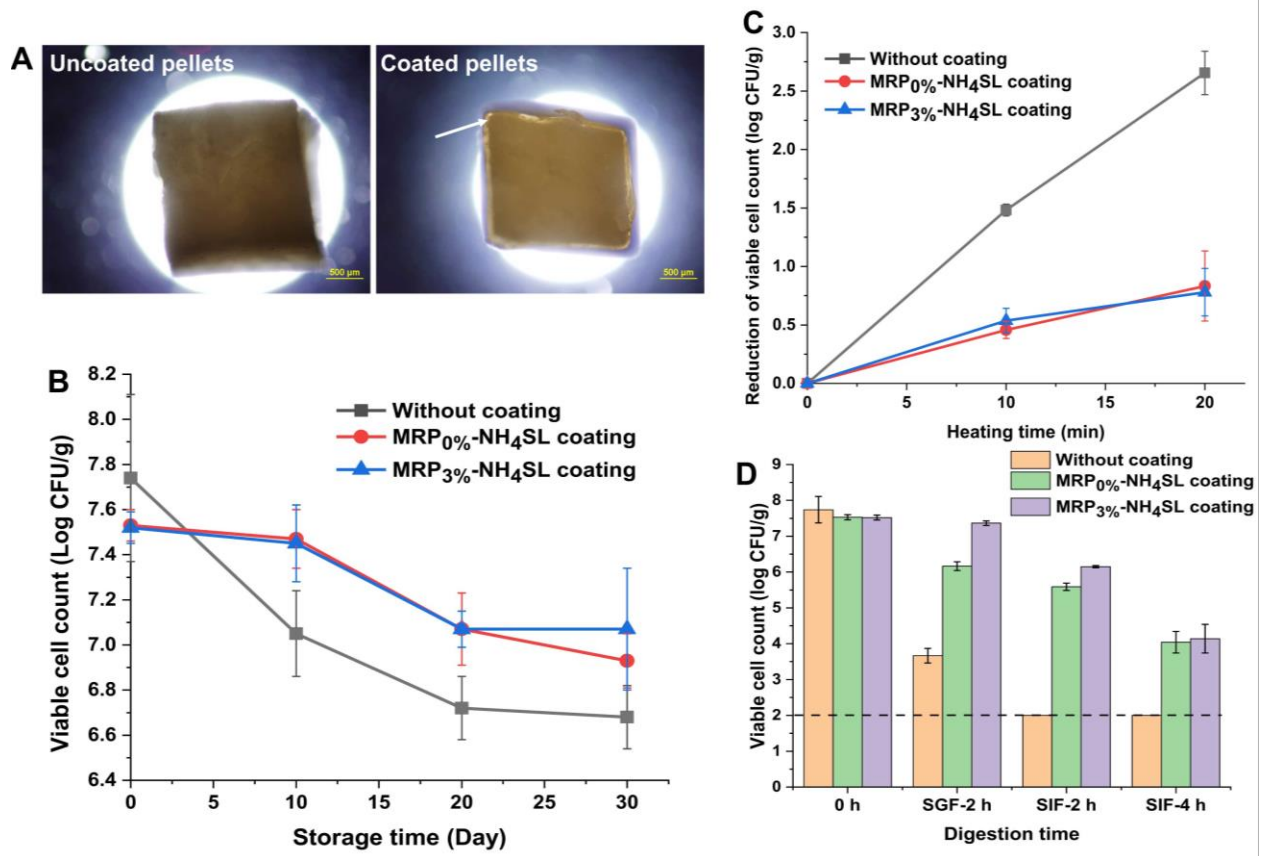 A
Uncoated pellets
500 µm
Coated pellets
500 µm
B
Viable cell count (Log CFU/g)
8.2
8.0
7.8
7.6
7.4
7.2
7.0
6.8
6.6
6.4
Without coating
MRP0%-NH4SL coating
MRP3%-NH4SL coating
0 5 10 15 20 25 30
Storage time (Day)
C
Reduction of viable cell count (log CFU/g)
3.0
2.5
2.0
1.5
1.0
0.5
0.0
Without coating
MRP0%-NH4SL coating
MRP3%-NH4SL coating
0 5 10 15 20
Heating time (min)
D
Viable cell count (log CFU/g)
9
8
7
6
5
4
3
2
1
0
Without coating
MRP0%-NH4SL coating
MRP3%-NH4SL coating
0 h SGF-2 h SIF-2 h SIF-4 h
Digestion time